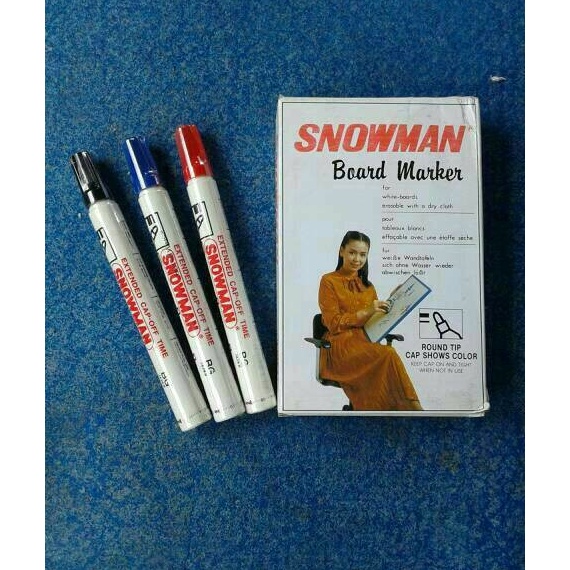 SNOWMAN
Board Marker
for
white-boards
erasable with a dry cloth
pour
tableaux blancs
effaçable avec une étoffe sèche
für
weiße Wandtafeln
sich ohne Wasser wieder
abwischen läßt
ROUND TIP
CAP SHOWS COLOR
KEEP CAP ON AND TIGHT
WHEN NOT IN USE
EXTENDED CAP-OFF TIME
SNOWMAN
EXTENDED CAP-OFF TIME
SNOWMAN
BG
EXTENDED CAP-OFF TIME
SNOWMAN